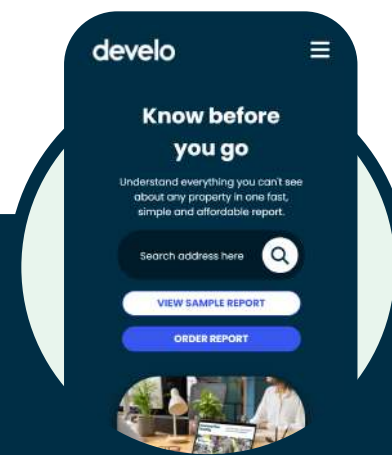 develo
Know before
you go
Understand everything you can't see
about any property in one fast,
simple and affordable report.
Search address here
VIEW SAMPLE REPORT
ORDER REPORT